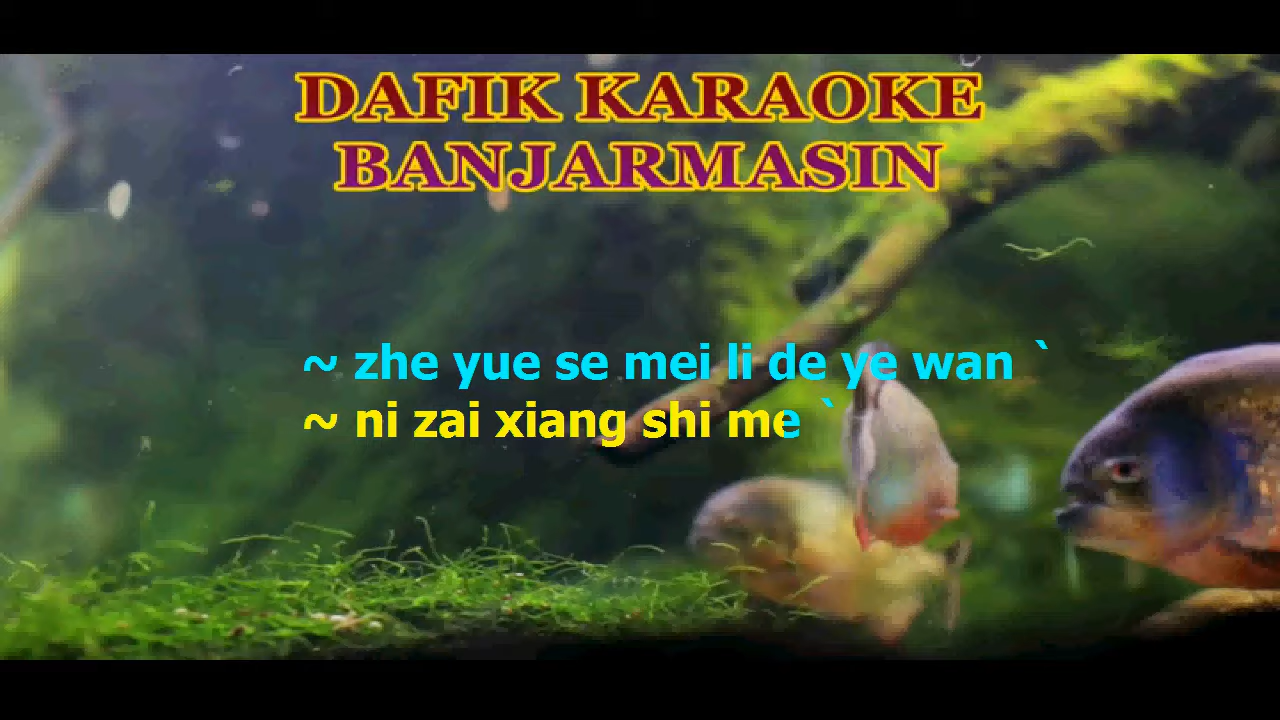 DAFIK KARAOKE
BANJARMASIN
~ zhe yue se mei li de ye wan `
~ ni zai xiang shi me `